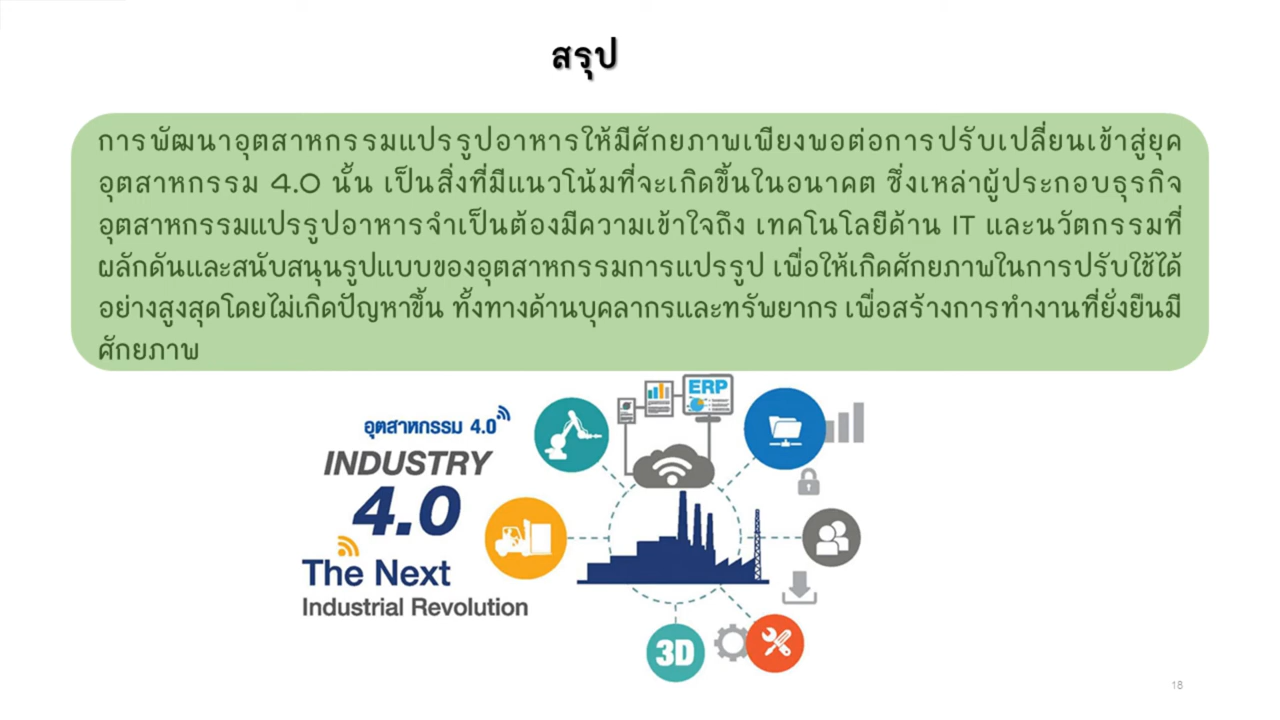 สรุป
การพัฒนาอุตสาหกรรมแปรรูปอาหารให้มีศักยภาพเพียงพอต่อการปรับเปลี่ยนเข้าสู่ยุค
อุตสาหกรรม 4.0 นั้น เป็นสิ่งที่มีแนวโน้มที่จะเกิดขึ้นในอนาคต ซึ่งเหล่าผู้ประกอบธุรกิจ
อุตสาหกรรมแปรรูปอาหารจำเป็นต้องมีความเข้าใจถึง เทคโนโลยีด้าน IT และนวัตกรรมที่
ผลักดันและสนับสนุนรูปแบบของอุตสาหกรรมการแปรรูป เพื่อให้เกิดศักยภาพในการปรับใช้ได้
อย่างสูงสุดโดยไม่เกิดปัญหาขึ้น ทั้งทางด้านบุคลากรและทรัพยากร เพื่อสร้างการทำงานที่ยั่งยืนมี
ศักยภาพ
ERP
อุตสาหกรรม 4.0
INDUSTRY
4.0
The Next
Industrial Revolution
3D
18